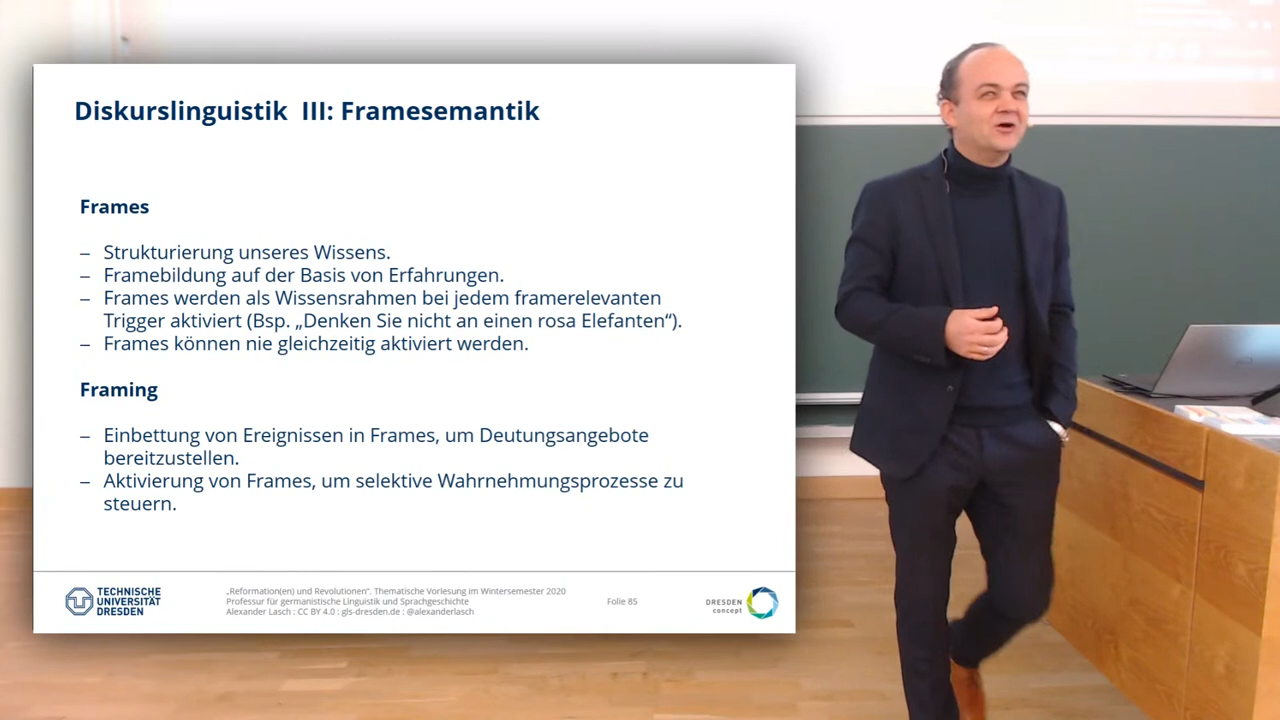 Diskurslinguistik III: Framesemantik
Frames
– Strukturierung unseres Wissens.
– Framebildung auf der Basis von Erfahrungen.
– Frames werden als Wissensrahmen bei jedem framerelevanten
Trigger aktiviert (Bsp. „Denken Sie nicht an einen rosa Elefanten“).
– Frames können nie gleichzeitig aktiviert werden.
Framing
– Einbettung von Ereignissen in Frames, um Deutungsangebote
bereitzustellen.
– Aktivierung von Frames, um selektive Wahrnehmungsprozesse zu
steuern.
TECHNISCHE
UNIVERSITÄT
DRESDEN
„Reformation(en) und Revolutionen“. Thematische Vorlesung im Wintersemester 2020
Professur für germanistische Linguistik und Sprachgeschichte
Alexander Lasch : CC BY 4.0 : gls-dresden.de : @alexanderlasch
Folie 85
DRESDEN
concept